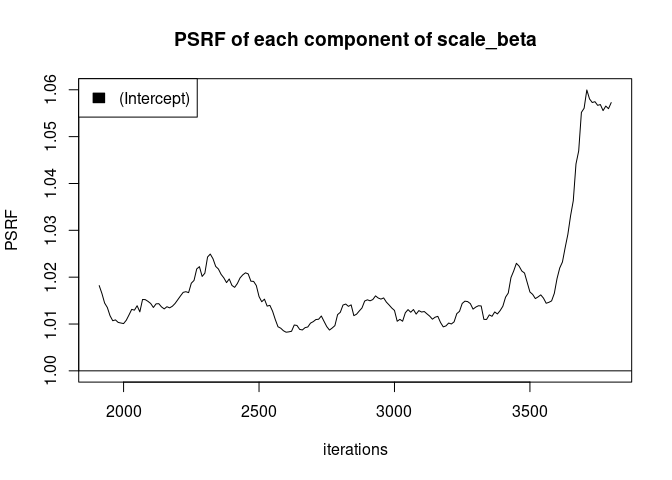 PSRF of each component of scale_beta
(Intercept)
PSRF
1.06
1.05
1.04
1.03
1.02
1.01
1.00
2000 2500 3000 3500
iterations